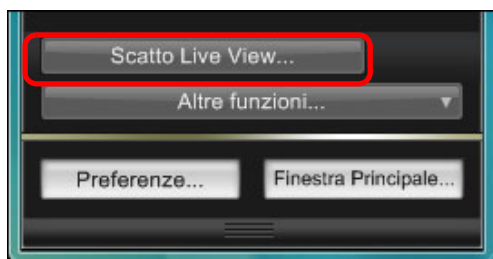 Scatto Live View...
Altre funzioni...
Preferenze... Finestra Principale...